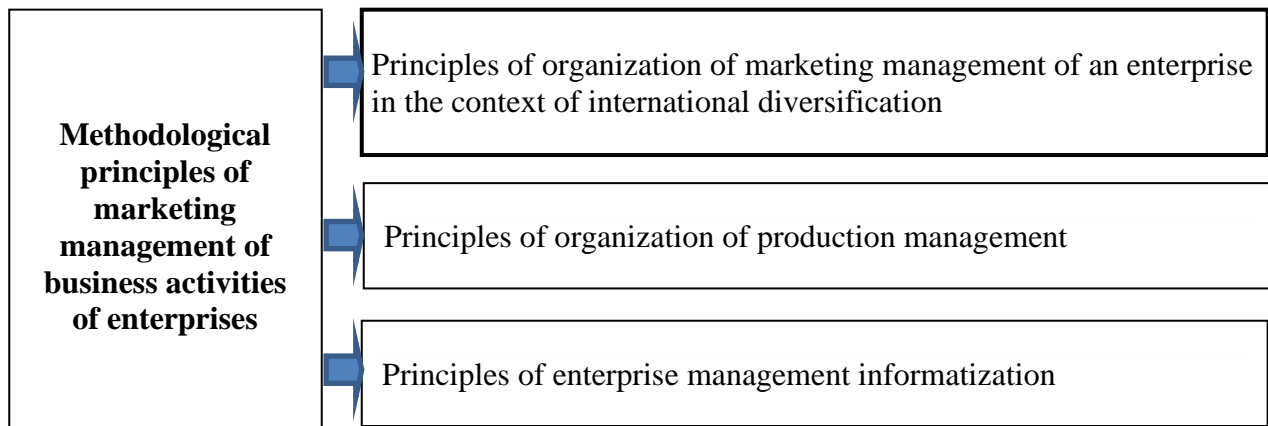 Methodological
principles of
marketing
management of
business activities
of enterprises
Principles of organization of marketing management of an enterprise
in the context of international diversification
Principles of organization of production management
Principles of enterprise management informatization